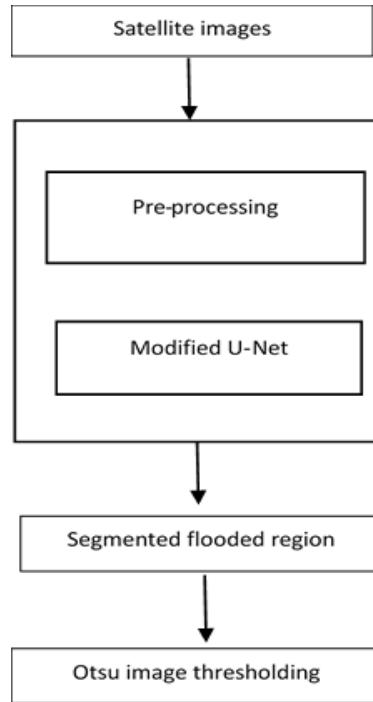 Satellite images
Pre-processing
Modified U-Net
Segmented flooded region
Otsu image thresholding